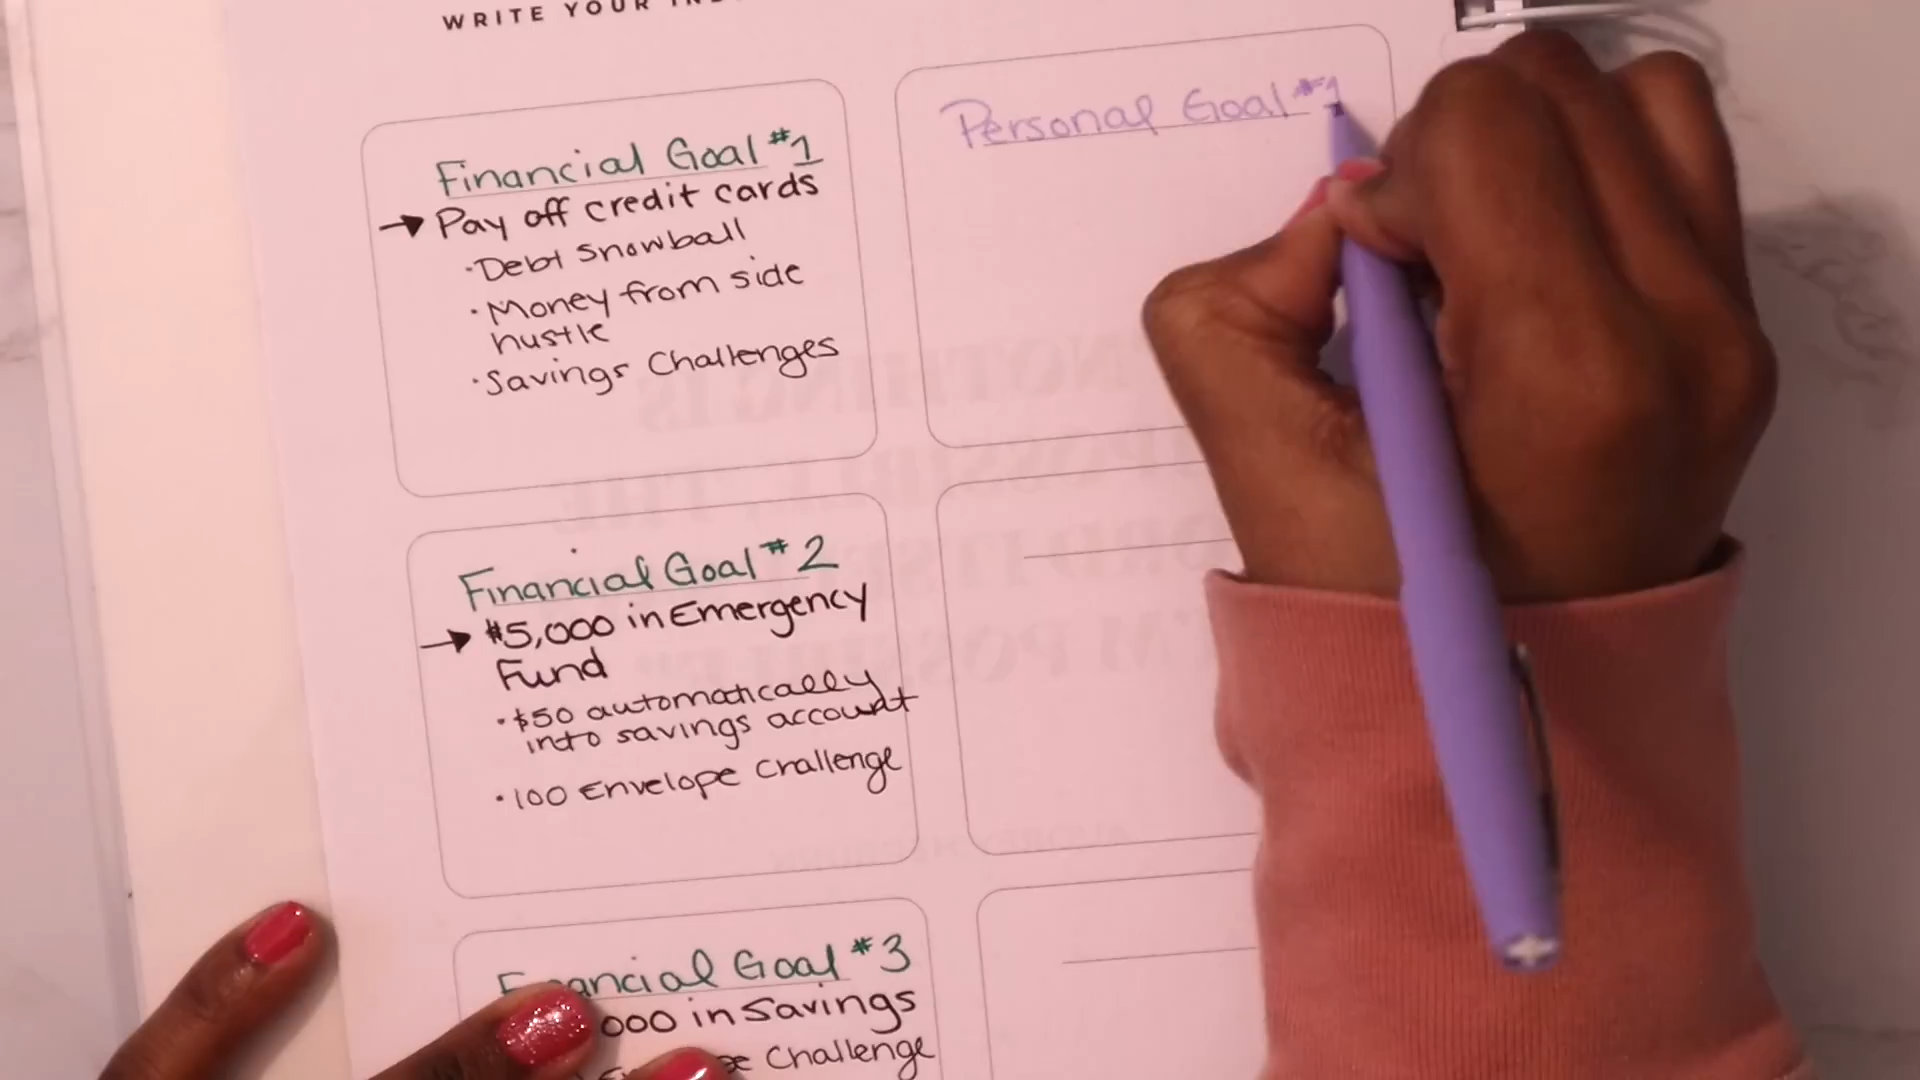 WRITE YOUR
Financial Goal #1
→ Pay off credit cards
· Debt Snowball
· Money from side
hustle
· Savings Challenges
Financial Goal #2
→ $5,000 in Emergency
Fund
· $50 automatically
into savings account
· 100 Envelope Challenge
Financial Goal #3
000 in Savings
Challenge
Personal Goal #1